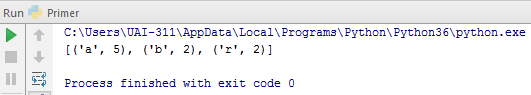 Run Primer
C:\Users\UAI-311\AppData\Local\Programs\Python\Python36\python.exe
[('a', 5), ('b', 2), ('r', 2)]
Process finished with exit code 0